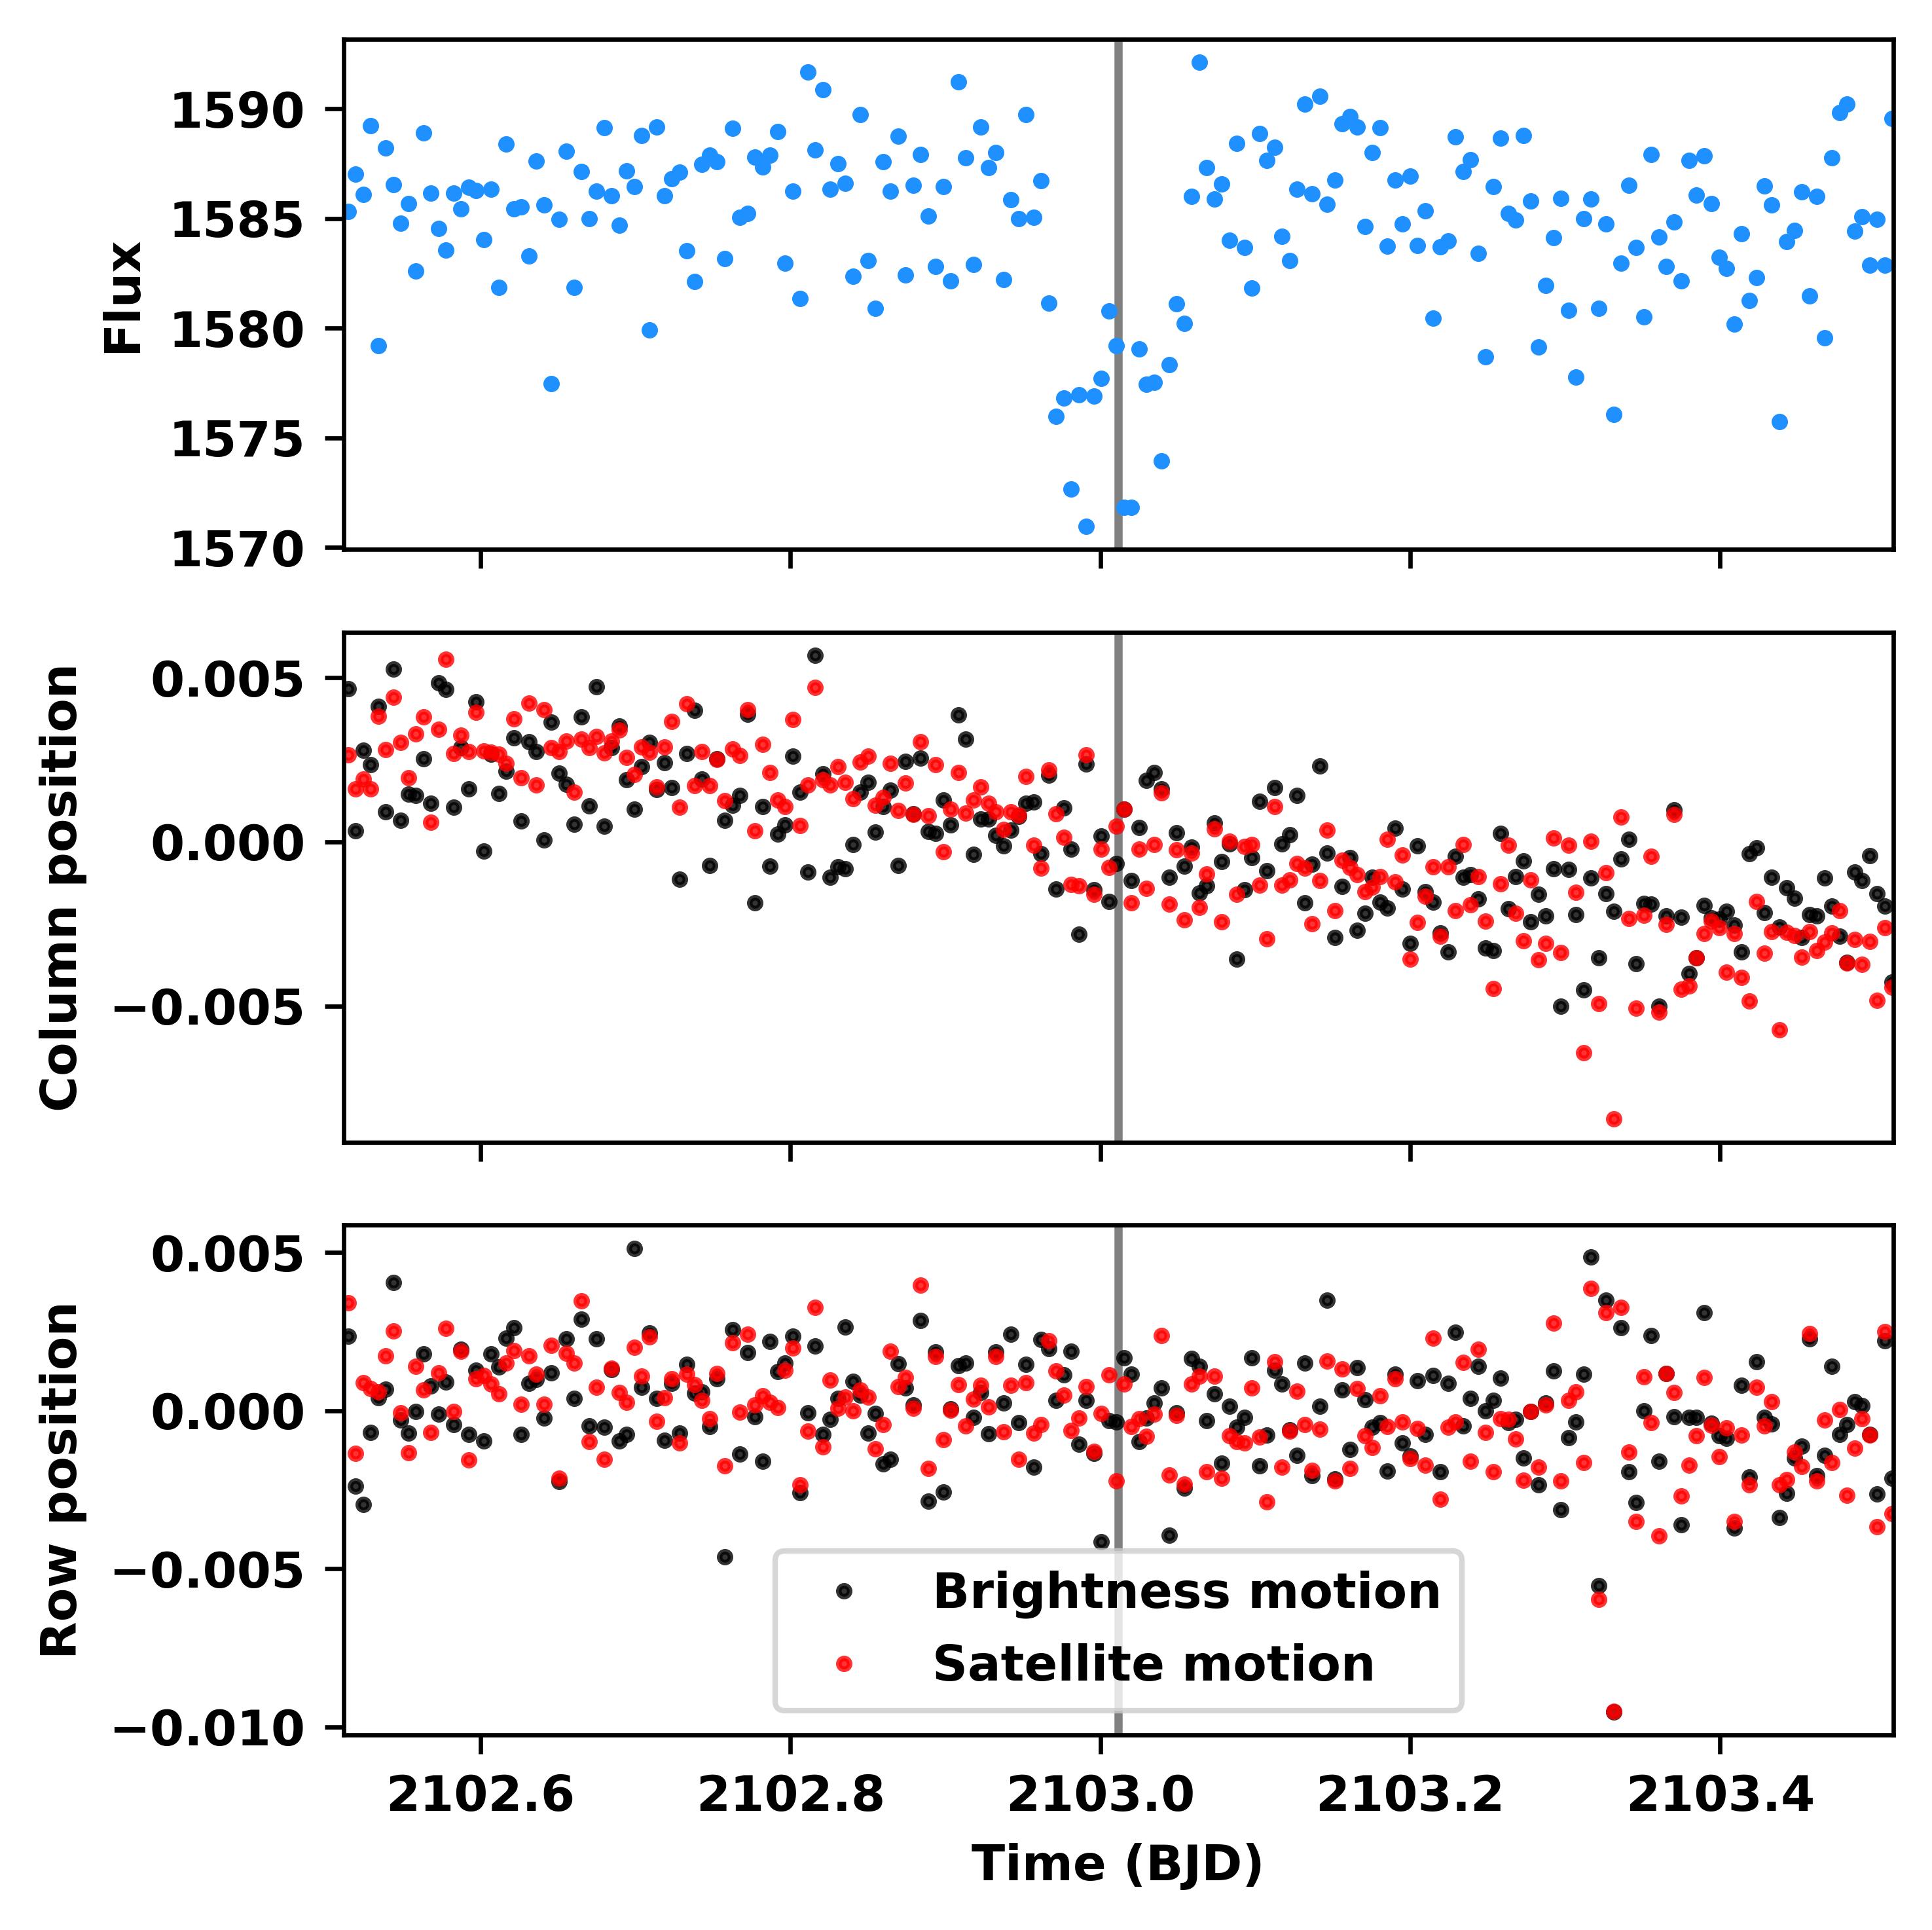 Flux
1590
1585
1580
1575
1570
Column position
0.005
0.000
−0.005
Row position
0.005
0.000
−0.005
−0.010
Brightness motion
Satellite motion
2102.6 2102.8 2103.0 2103.2 2103.4
Time (BJD)